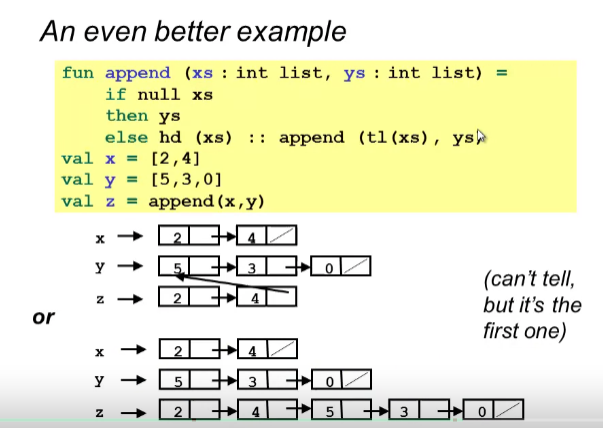 An even better example
fun append (xs : int list, ys : int list) =
if null xs
then ys
else hd (xs) :: append (tl(xs), ys)
val x = [2,4]
val y = [5,3,0]
val z = append(x,y)
x 2 4
y 5 3 0
z 2 4
(can't tell,
but it's the
first one)
or
x 2 4
y 5 3 0
z 2 4 5 3 0